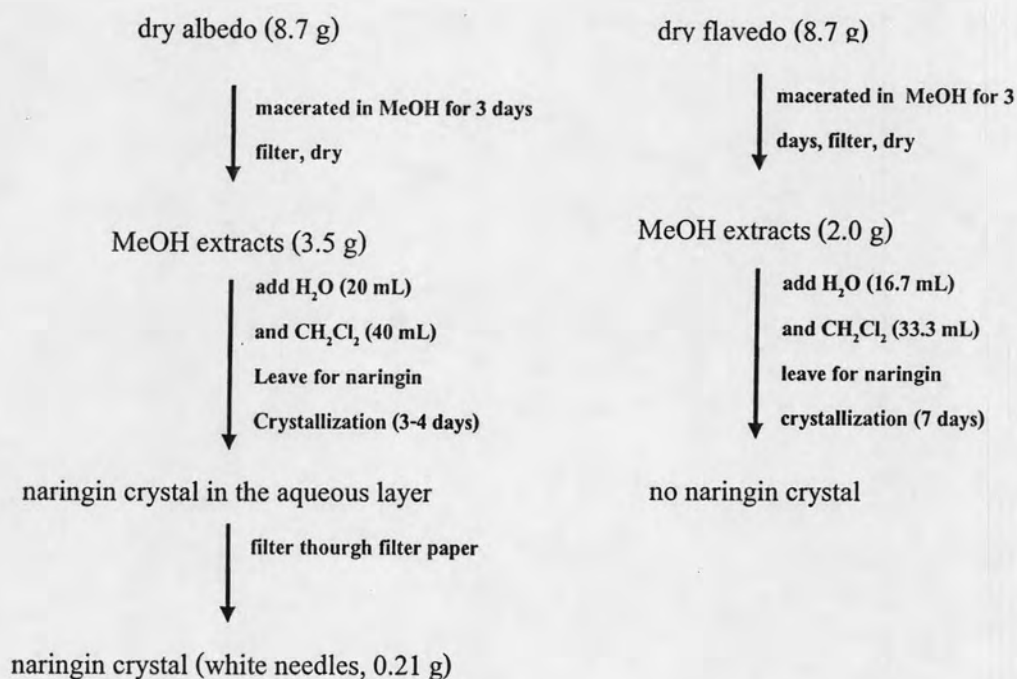 dry albedo (8.7 g)
macerated in MeOH for 3 days
filter, dry
MeOH extracts (3.5 g)
add H₂O (20 mL)
and CH₂Cl₂ (40 mL)
Leave for naringin
Crystallization (3-4 days)
naringin crystal in the aqueous layer
filter thourgh filter paper
naringin crystal (white needles, 0.21 g)
dry flavedo (8.7 g)
macerated in MeOH for 3
days, filter, dry
MeOH extracts (2.0 g)
add H₂O (16.7 mL)
and CH₂Cl₂ (33.3 mL)
leave for naringin
crystallization (7 days)
no naringin crystal